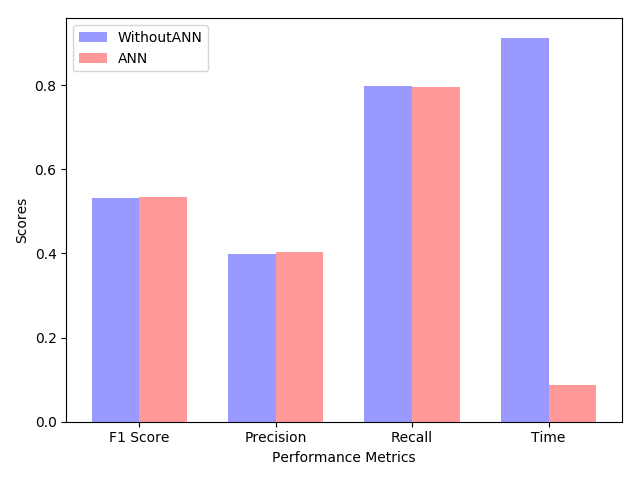 WithoutANN
ANN
Scores
0.8
0.6
0.4
0.2
0.0
F1 Score Precision Recall Time
Performance Metrics